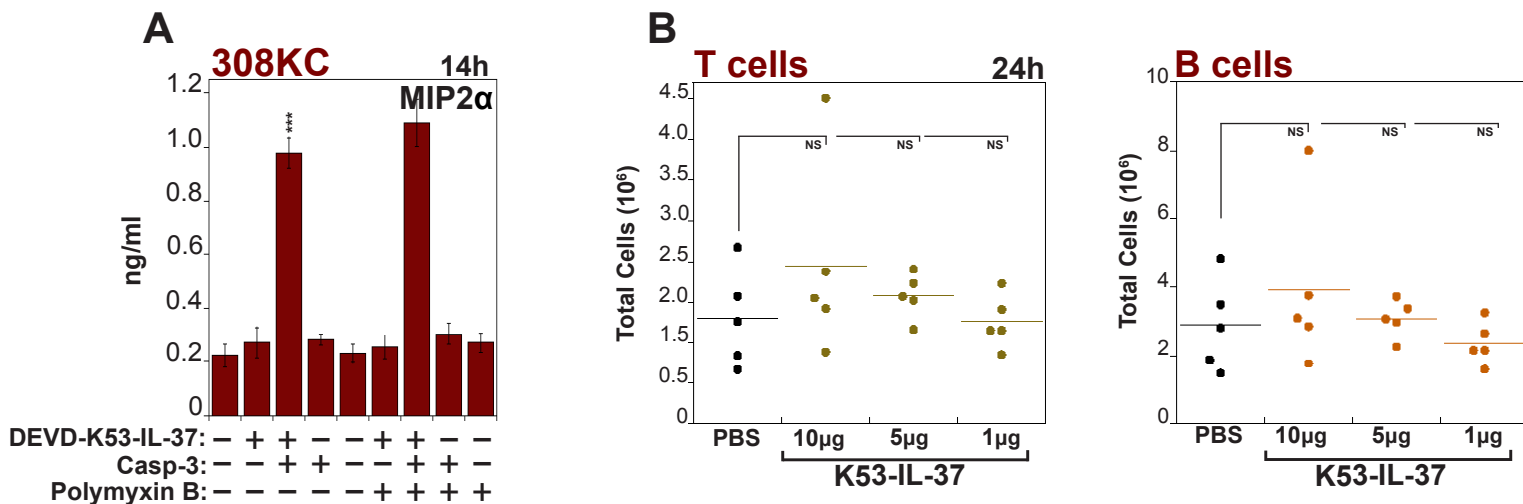 A
308KC 14h
MIP2α
1.2
1.0
0.8
0.6
0.4
0.2
0
ng/ml
***
DEVD-K53-IL-37: − + + − − + + − −
Casp-3: − − + + − − + + −
Polymyxin B: − − − − − + + + +
B
T cells 24h
4.5
4.0
3.5
3.0
2.5
2.0
1.0
0.5
0
Total Cells (10⁶)
NS NS NS
PBS 10µg 5µg 1µg
K53-IL-37
B cells
10
8
6
4
2
0
Total Cells (10⁶)
NS NS NS
PBS 10µg 5µg 1µg
K53-IL-37